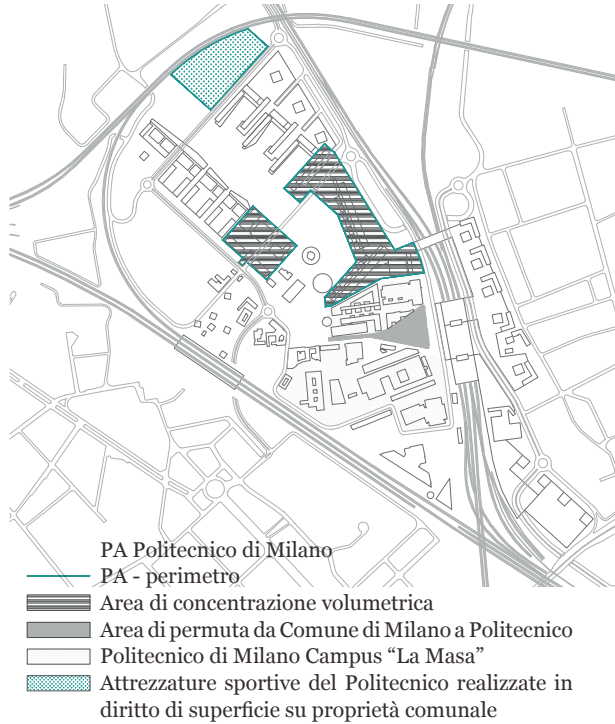 PA Politecnico di Milano
PA - perimetro
Area di concentrazione volumetrica
Area di permuta da Comune di Milano a Politecnico
Politecnico di Milano Campus “La Masa”
Attrezzature sportive del Politecnico realizzate in
diritto di superficie su proprietà comunale